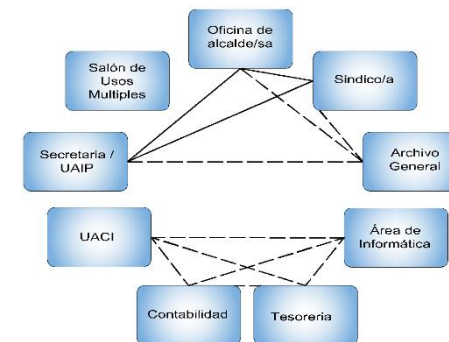 Oficina de
alcalde/sa
Salón de
Usos
Multiples
Sindico/a
Secretaria /
UAIP
Archivo
General
UACI
Área de
Informática
Contabilidad
Tesoreria